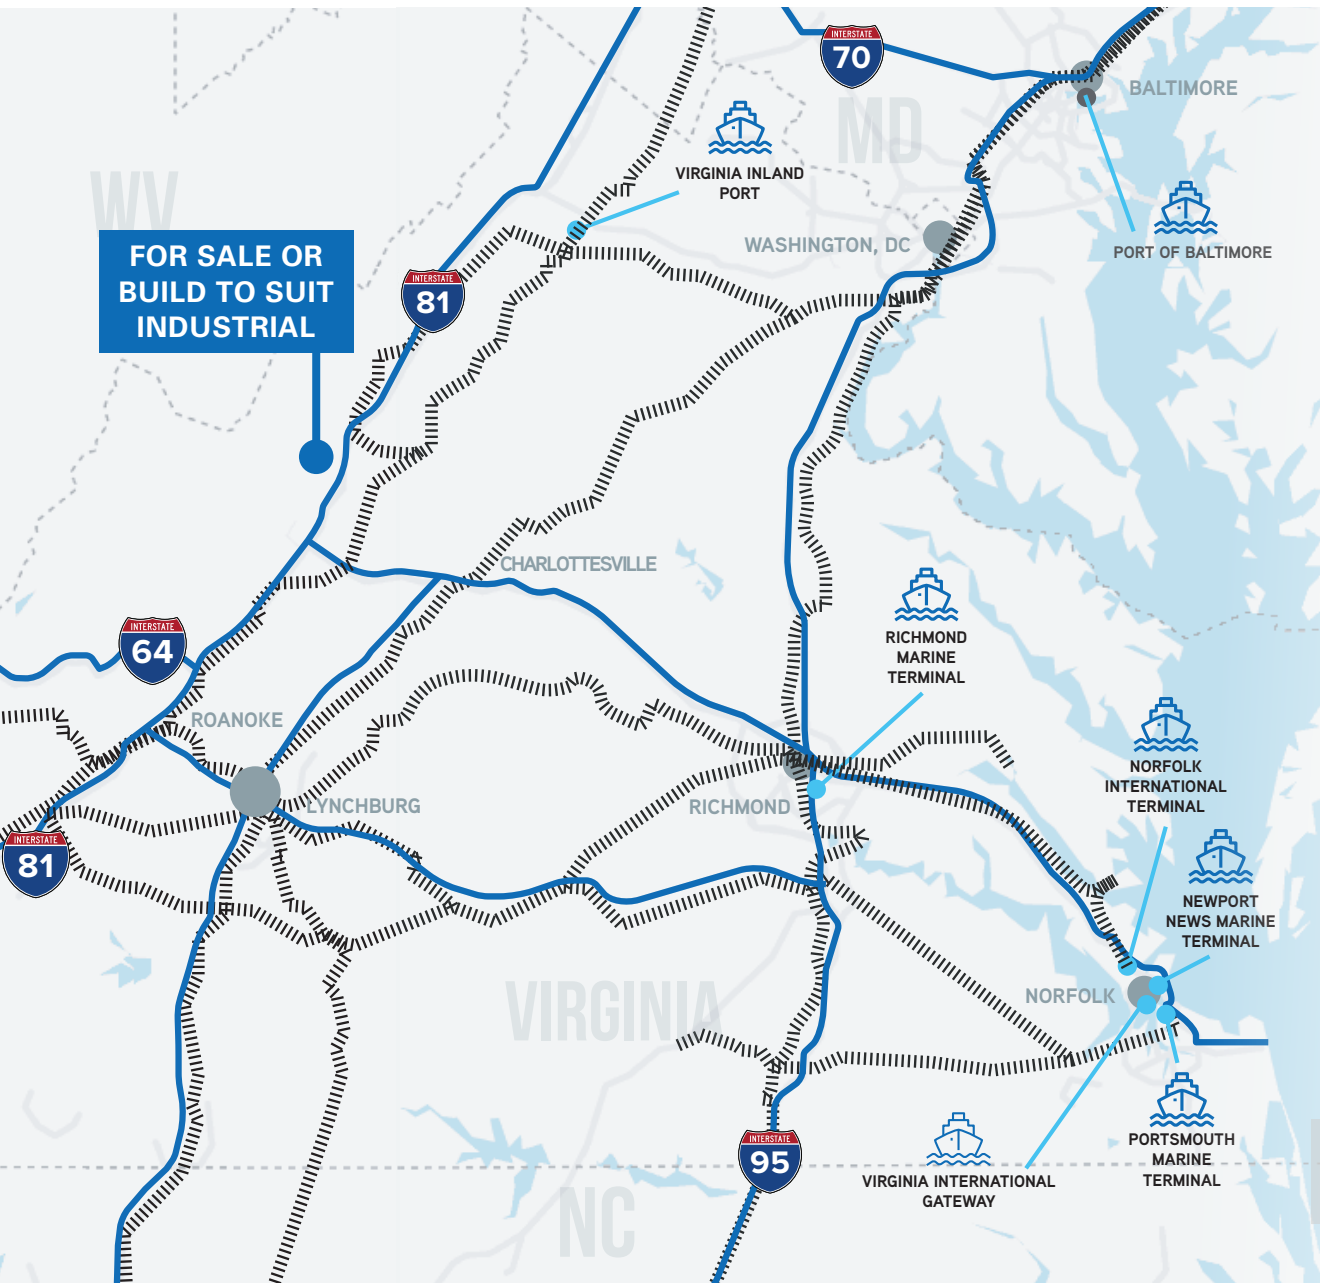 INTERSTATE
70
BALTIMORE
MD
VIRGINIA INLAND
PORT
WV
WASHINGTON, DC
PORT OF BALTIMORE
FOR SALE OR
BUILD TO SUIT
INDUSTRIAL
INTERSTATE
81
CHARLOTTESVILLE
RICHMOND
MARINE
TERMINAL
INTERSTATE
64
ROANOKE
NORFOLK
INTERNATIONAL
TERMINAL
LYNCHBURG
RICHMOND
INTERSTATE
81
NEWPORT
NEWS MARINE
TERMINAL
NORFOLK
VIRGINIA
PORTSMOUTH
MARINE
TERMINAL
INTERSTATE
95
VIRGINIA INTERNATIONAL
GATEWAY
NC